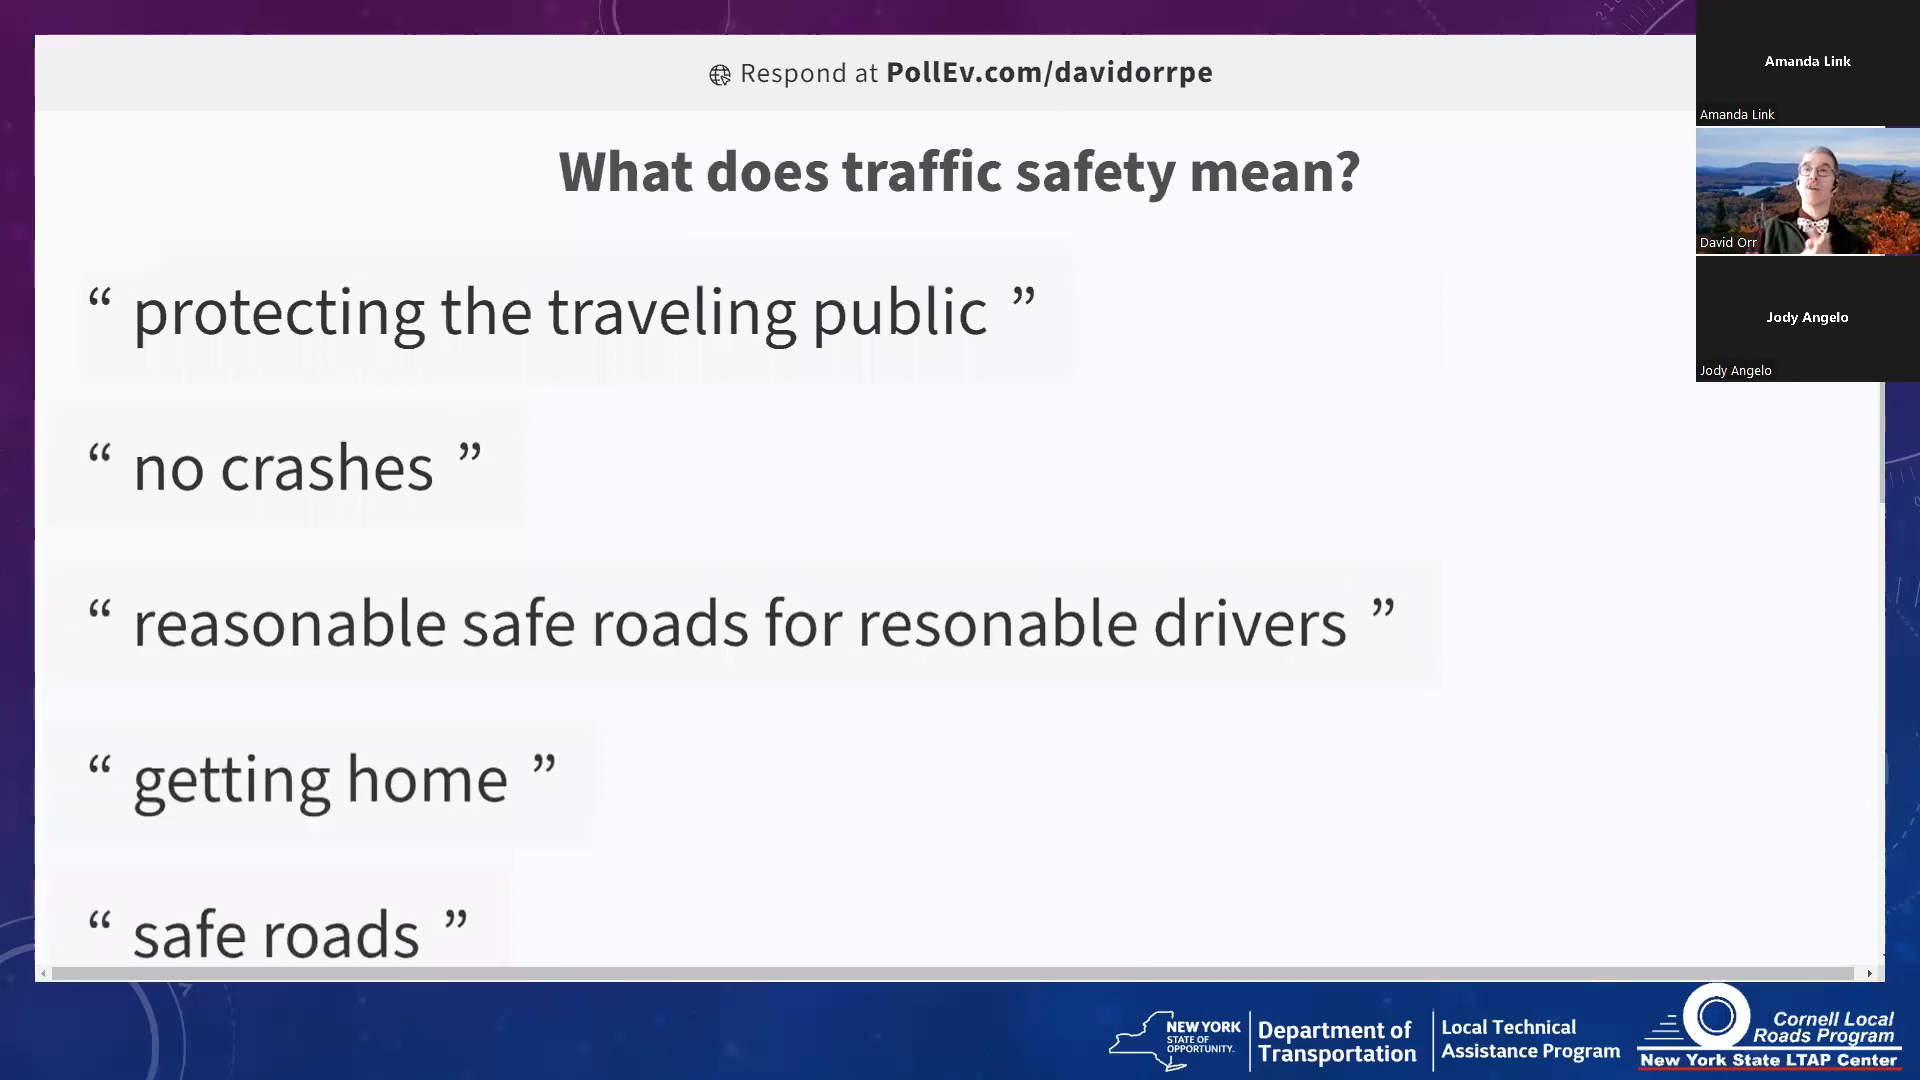 Respond at PollEv.com/davidorrpe
What does traffic safety mean?
“ protecting the traveling public ”
“ no crashes ”
“ reasonable safe roads for resonable drivers ”
“ getting home ”
“ safe roads ”
Amanda Link
Amanda Link
David Orr
Jody Angelo
Jody Angelo
NEW YORK
STATE OF
OPPORTUNITY.
Department of
Transportation
Local Technical
Assistance Program
Cornell Local
Roads Program
New York State LTAP Center